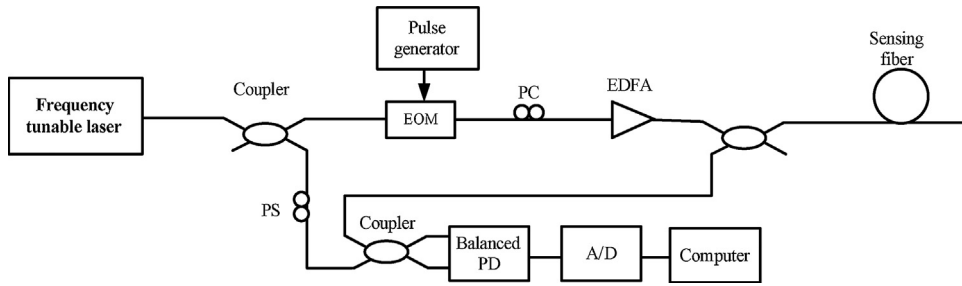 Pulse
generator
Sensing
fiber
Frequency
tunable laser
Coupler
EOM
PC
EDFA
PS
Coupler
Balanced
PD
A/D
Computer